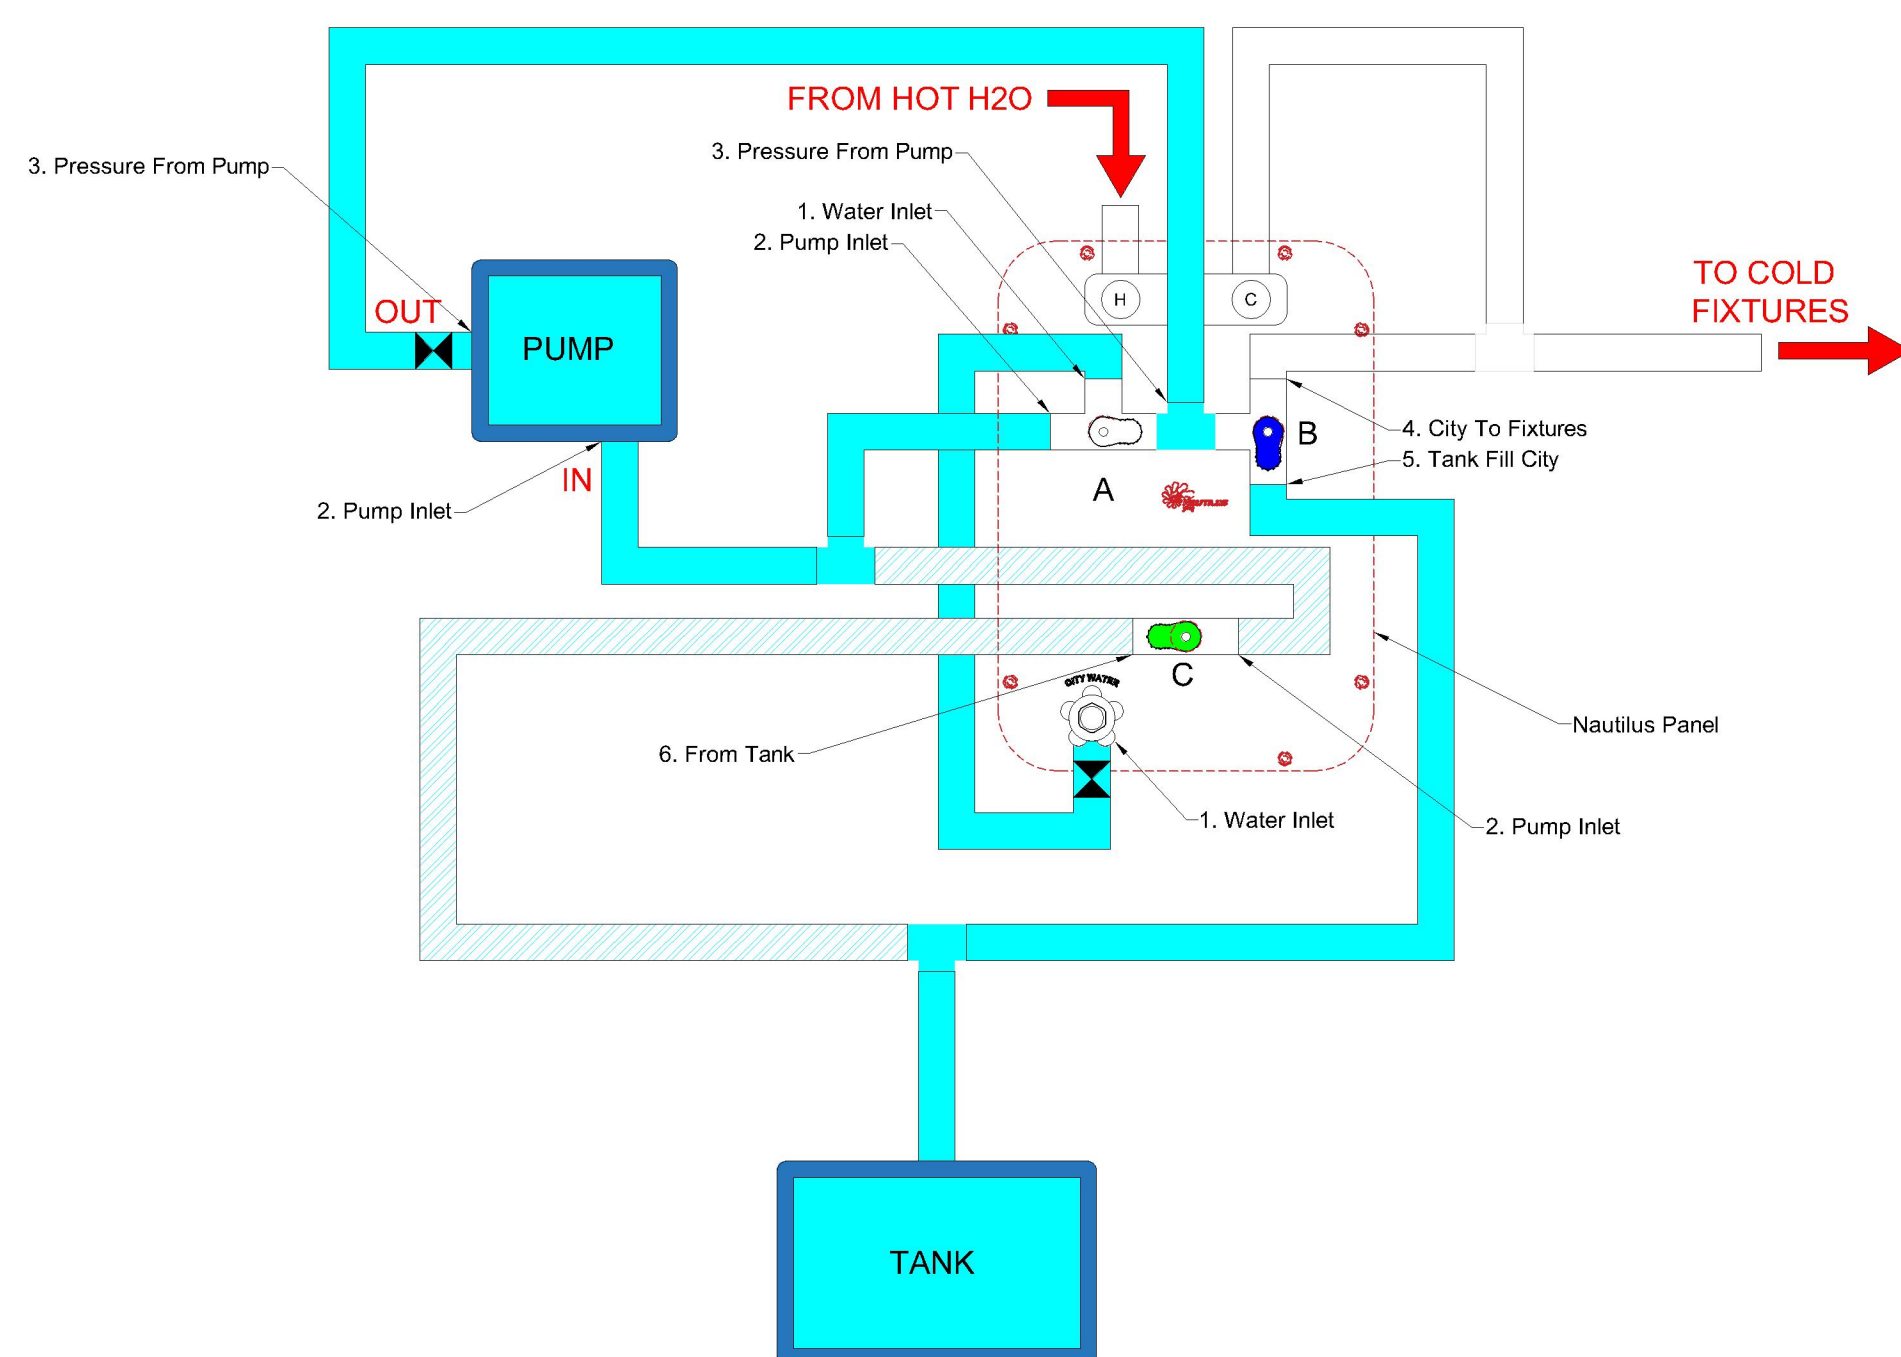 FROM HOT H2O
3. Pressure From Pump
3. Pressure From Pump
1. Water Inlet
2. Pump Inlet
TO COLD
FIXTURES
H
C
OUT
PUMP
B
4. City To Fixtures
5. Tank Fill City
IN
A
2. Pump Inlet
C
CITY WATER
Nautilus Panel
6. From Tank
1. Water Inlet
2. Pump Inlet
TANK